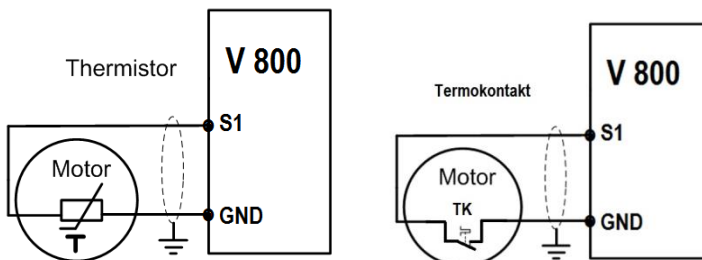 Thermistor
V 800
S1
Motor
T
GND
Termokontakt
V 800
S1
Motor
TK
GND